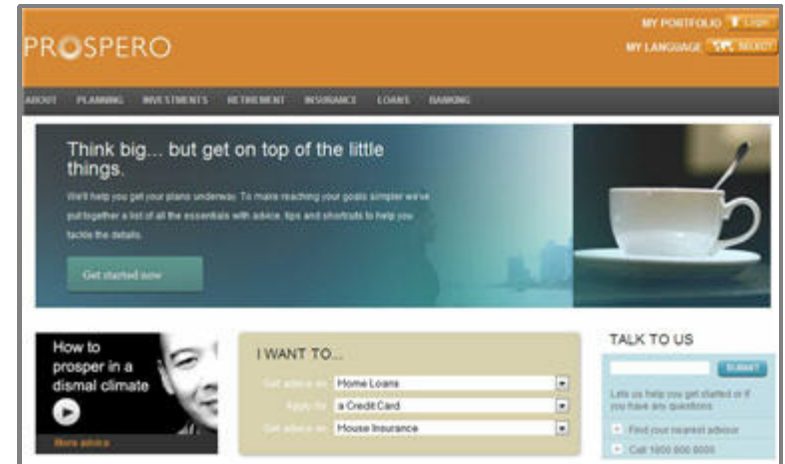 MY PORTFOLIO Login
PROSPERO
MY LANGUAGE SELECT
ABOUT PLANNING INVESTMENTS RETIREMENT INSURANCE LOANS BANKING
Think big... but get on top of the little
things.
We'll help you get your plans underway. To make reaching your goals simpler we've
put together a list of all the essentials with advice, tips and shortcuts to help you
tackle the details.
Get started now
How to
prosper in a
dismal climate
More advice
I WANT TO...
Get advice on Home Loans
Apply for a Credit Card
Get advice on House Insurance
TALK TO US
SUBMIT
Lets us help you get started or if
you have any questions
Find your nearest advisor
Call 1800 800 8000